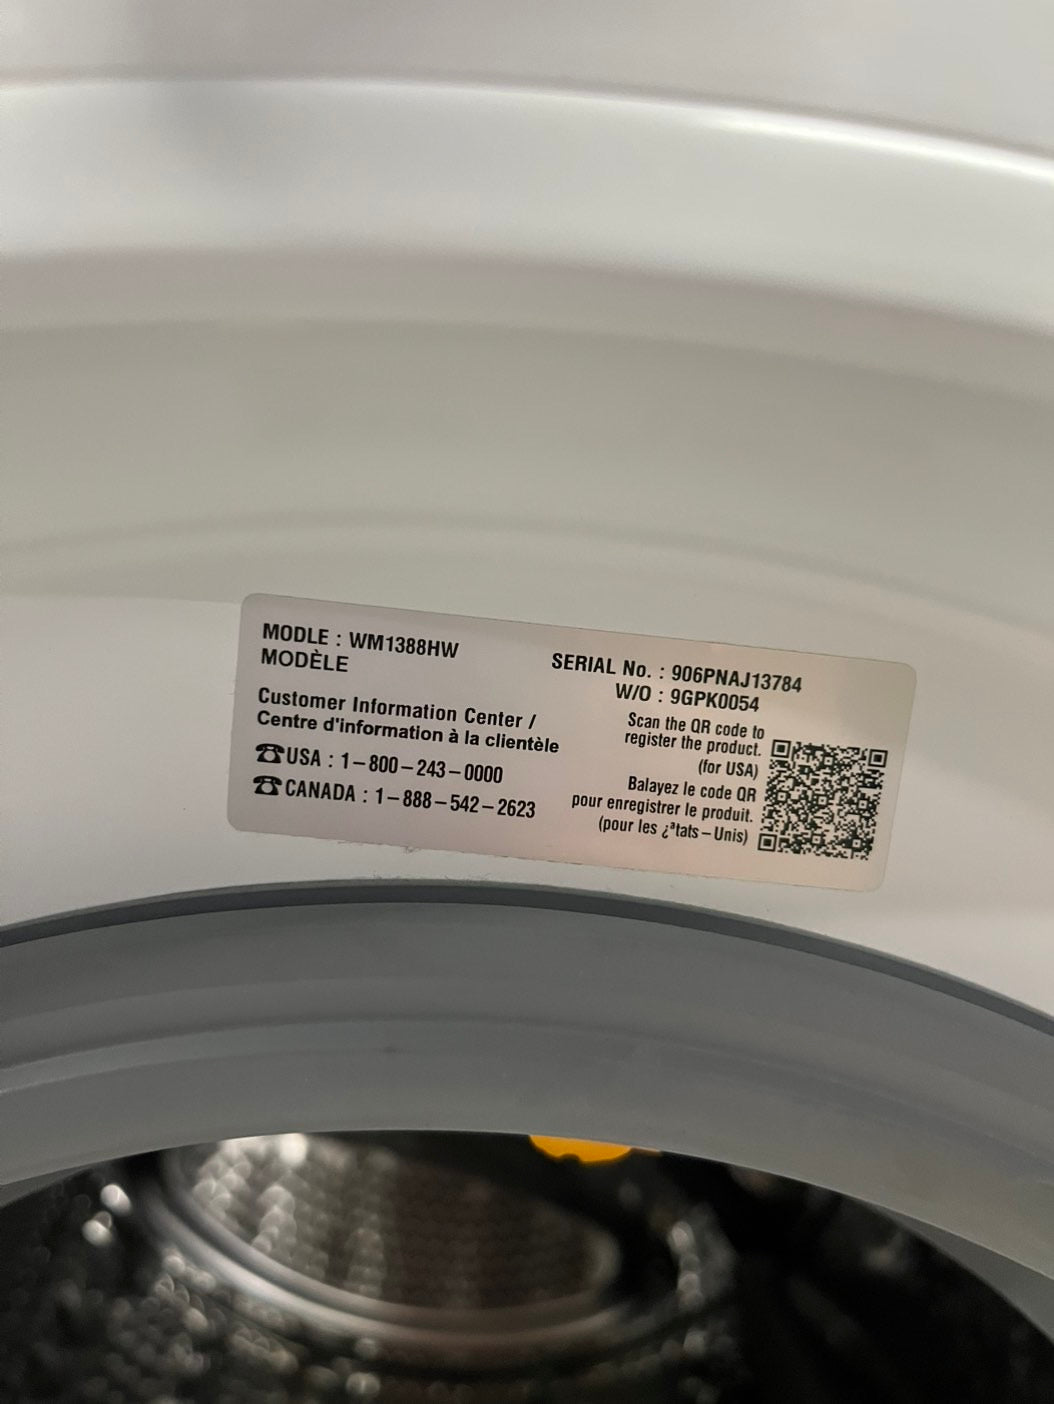 MODLE : WM1388HW
MODÈLE
Customer Information Center /
Centre d'information à la clientèle
☎USA : 1–800–243–0000
☎CANADA : 1–888–542–2623
SERIAL No. : 906PNAJ13784
W/O : 9GPK0054
Scan the QR code to
register the product.
(for USA)
Balayez le code QR
pour enregistrer le produit.
(pour les ¿ªtats–Unis)